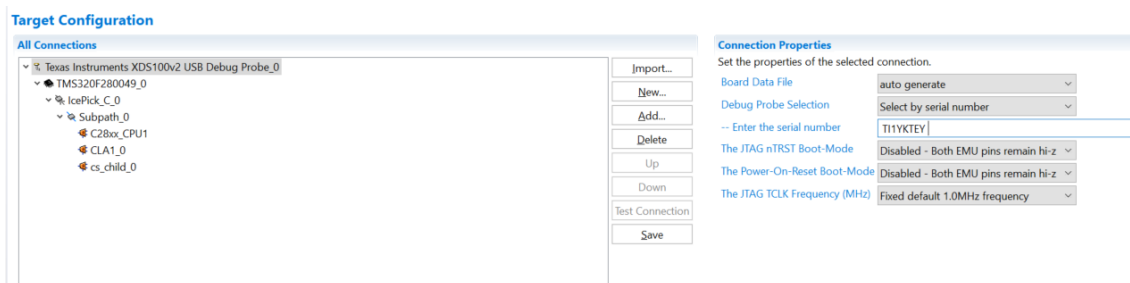 Target Configuration
All Connections
Texas Instruments XDS100v2 USB Debug Probe_0
TMS320F280049_0
IcePick_C_0
Subpath_0
C28xx_CPU1
CLA1_0
cs_child_0
Import...
New...
Add...
Delete
Up
Down
Test Connection
Save
Connection Properties
Set the properties of the selected connection.
Board Data File auto generate
Debug Probe Selection Select by serial number
-- Enter the serial number TI1YKTEY
The JTAG nTRST Boot-Mode Disabled - Both EMU pins remain hi-z
The Power-On-Reset Boot-Mode Disabled - Both EMU pins remain hi-z
The JTAG TCLK Frequency (MHz) Fixed default 1.0MHz frequency